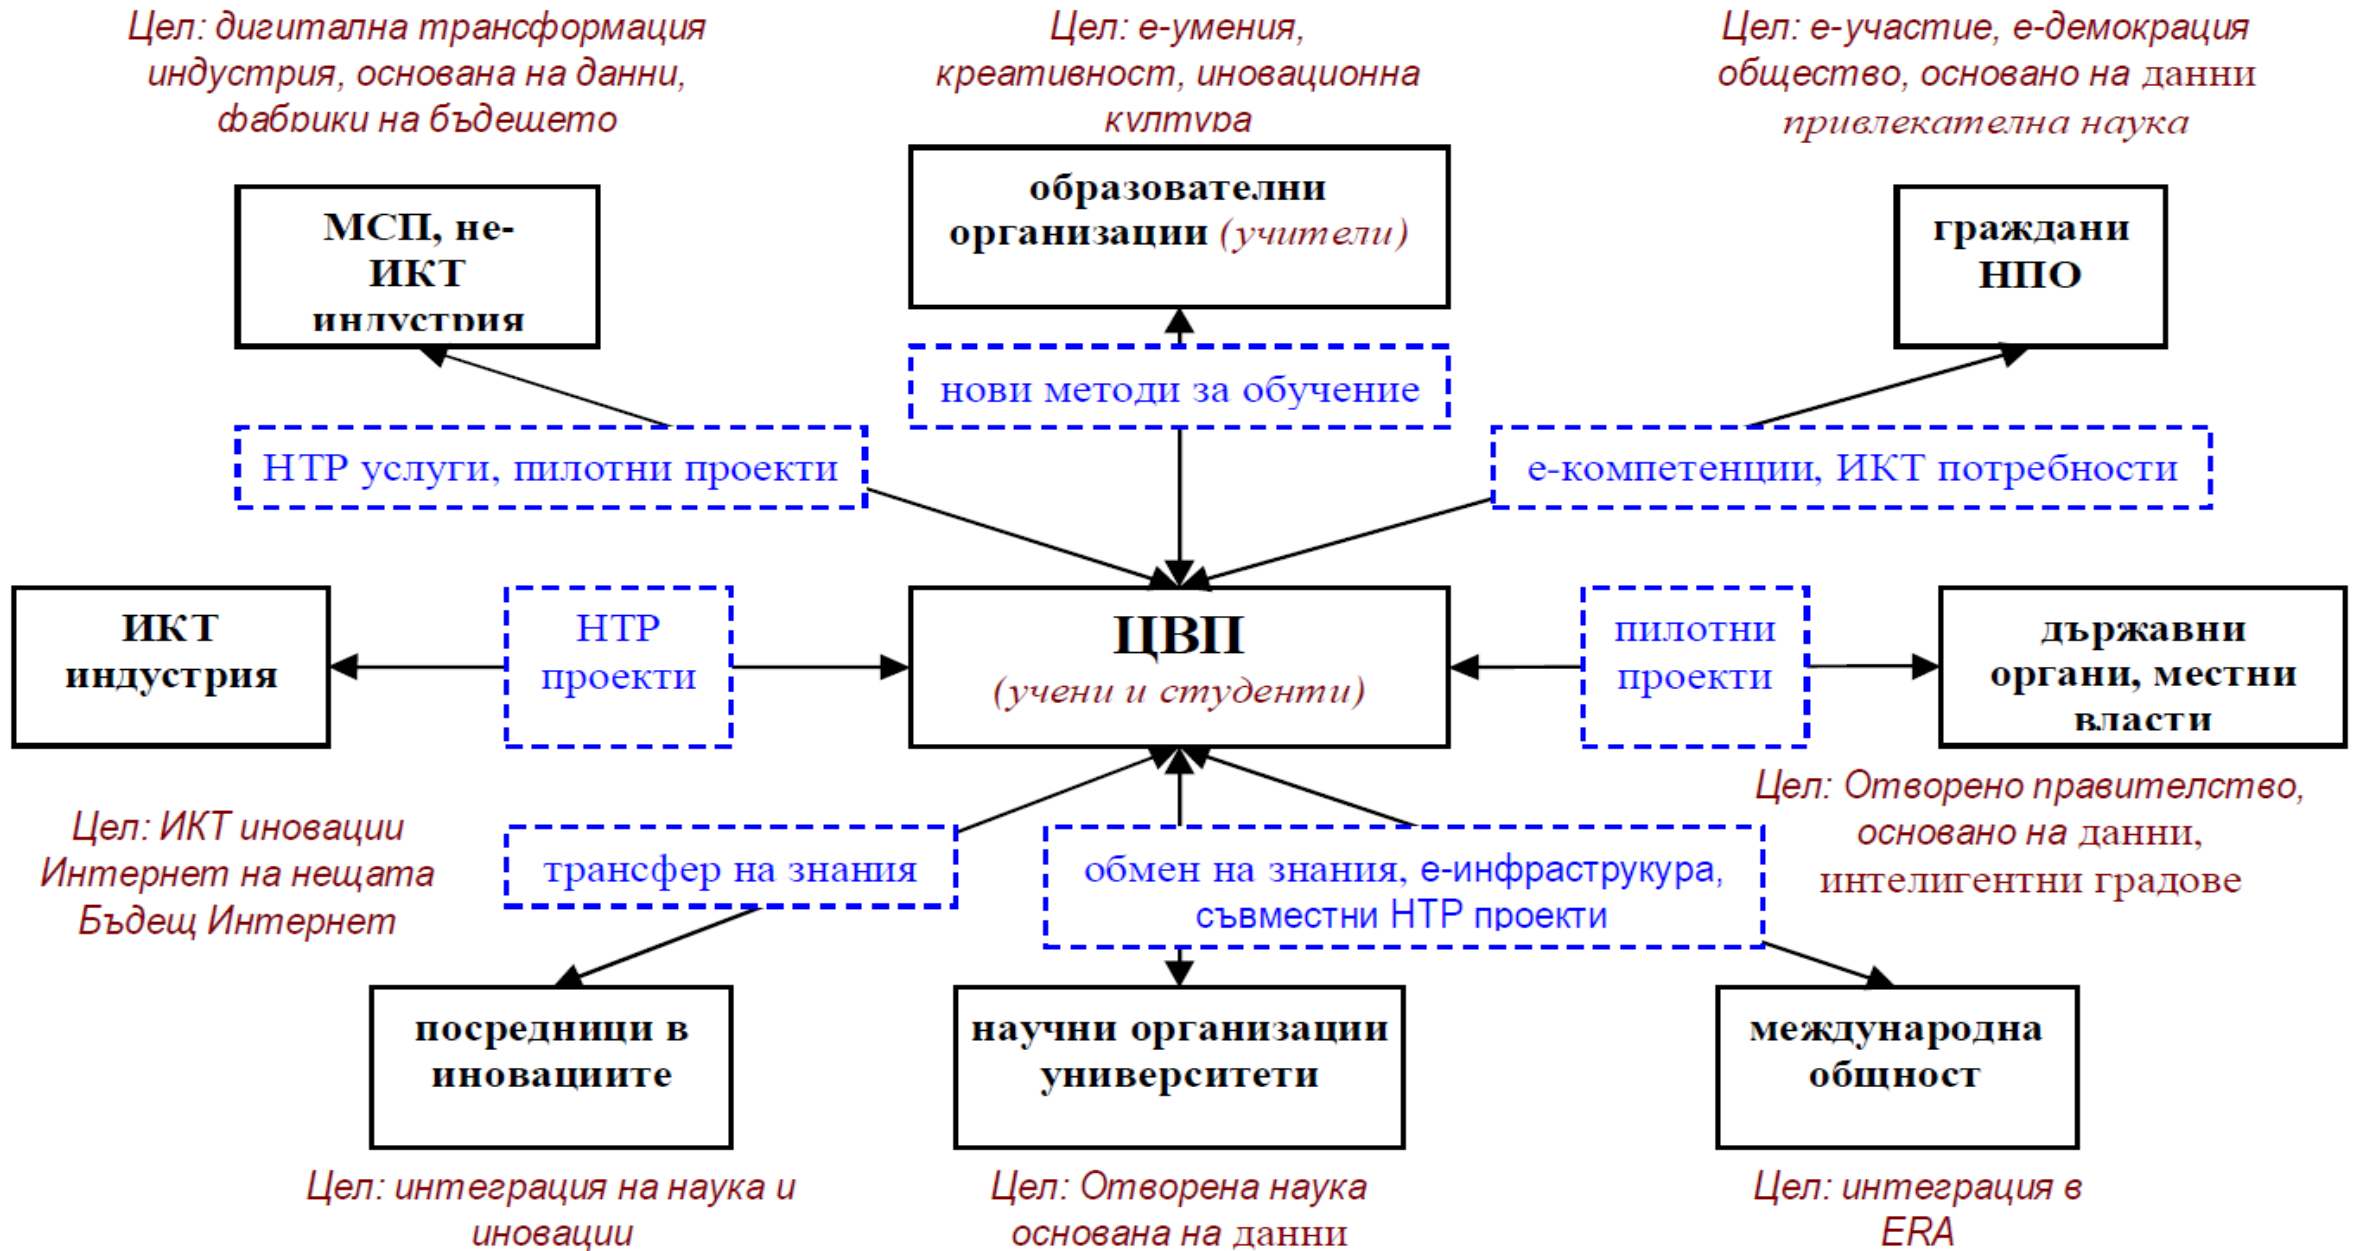 Цел: дигитална трансформация
индустрия, основана на данни,
фабрики на бъдещето
Цел: е-умения,
креативност, иновационна
култура
Цел: е-участие, е-демокрация
общество, основано на данни
привлекателна наука
МСП, не-
ИКТ
индустрия
образователни
организации (учители)
граждани
НПО
нови методи за обучение
НТР услуги, пилотни проекти
е-компетенции, ИКТ потребности
ИКТ
индустрия
НТР
проекти
ЦВП
(учени и студенти)
пилотни
проекти
държавни
органи, местни
власти
Цел: ИКТ иновации
Интернет на нещата
Бъдещ Интернет
трансфер на знания
обмен на знания, е-инфраструкура,
съвместни НТР проекти
Цел: Отворено правителство,
основано на данни,
интелигентни градове
посредници в
иновациите
научни организации
университети
международна
общност
Цел: интеграция на наука и
иновации
Цел: Отворена наука
основана на данни
Цел: интеграция в
ERA